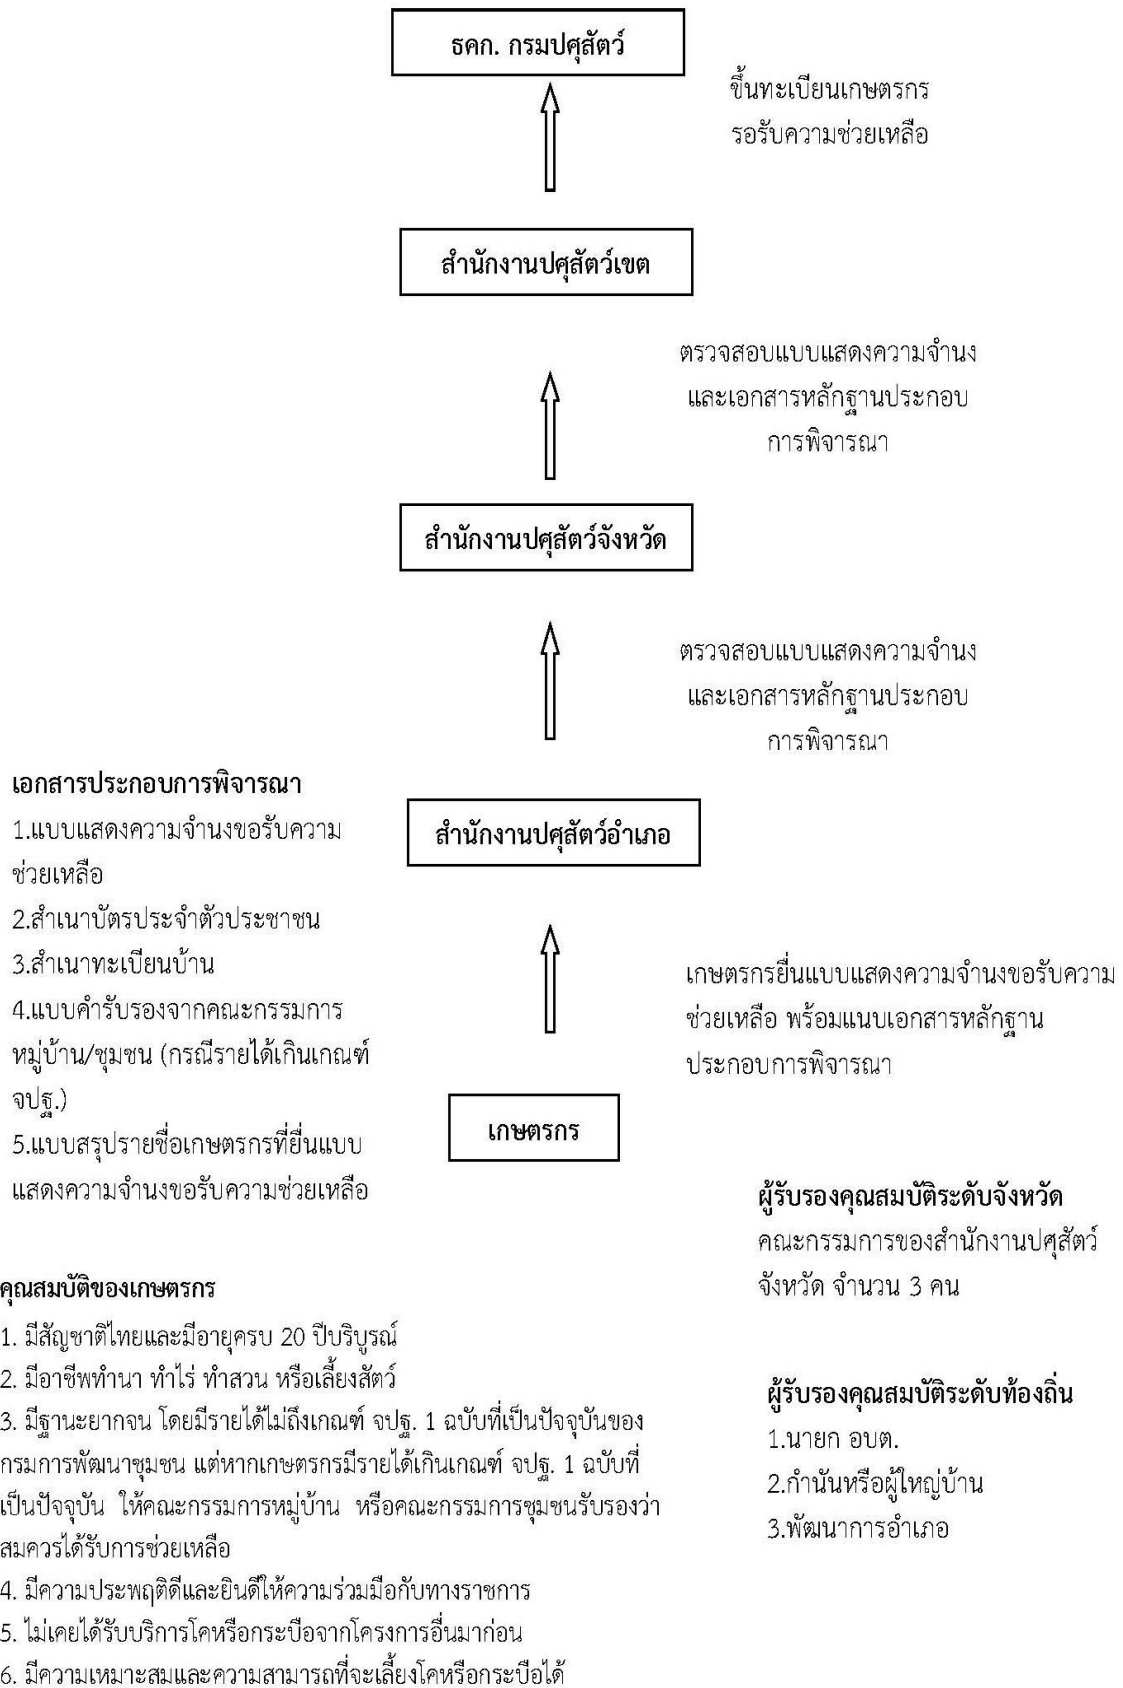 ธคก. กรมปศุสัตว์
ขึ้นทะเบียนเกษตรกร
รอรับความช่วยเหลือ
สำนักงานปศุสัตว์เขต
ตรวจสอบแบบแสดงความจำนง
และเอกสารหลักฐานประกอบ
การพิจารณา
สำนักงานปศุสัตว์จังหวัด
ตรวจสอบแบบแสดงความจำนง
และเอกสารหลักฐานประกอบ
การพิจารณา
เอกสารประกอบการพิจารณา
1.แบบแสดงความจำนงขอรับความ
ช่วยเหลือ
2.สำเนาบัตรประจำตัวประชาชน
3.สำเนาทะเบียนบ้าน
4.แบบคำรับรองจากคณะกรรมการ
หมู่บ้าน/ชุมชน (กรณีรายได้เกินเกณฑ์
จปฐ.)
5.แบบสรุปรายชื่อเกษตรกรที่ยื่นแบบ
แสดงความจำนงขอรับความช่วยเหลือ
สำนักงานปศุสัตว์อำเภอ
เกษตรกรยื่นแบบแสดงความจำนงขอรับความ
ช่วยเหลือ พร้อมแนบเอกสารหลักฐาน
ประกอบการพิจารณา
เกษตรกร
ผู้รับรองคุณสมบัติระดับจังหวัด
คณะกรรมการของสำนักงานปศุสัตว์
จังหวัด จำนวน 3 คน
คุณสมบัติของเกษตรกร
1. มีสัญชาติไทยและมีอายุครบ 20 ปีบริบูรณ์
2. มีอาชีพทำนา ทำไร่ ทำสวน หรือเลี้ยงสัตว์
3. มีฐานะยากจน โดยมีรายได้ไม่ถึงเกณฑ์ จปฐ. 1 ฉบับที่เป็นปัจจุบันของ
กรมการพัฒนาชุมชน แต่หากเกษตรกรมีรายได้เกินเกณฑ์ จปฐ. 1 ฉบับที่
เป็นปัจจุบัน ให้คณะกรรมการหมู่บ้าน หรือคณะกรรมการชุมชนรับรองว่า
สมควรได้รับการช่วยเหลือ
4. มีความประพฤติดีและยินดีให้ความร่วมมือกับทางราชการ
5. ไม่เคยได้รับบริการโคหรือกระบือจากโครงการอื่นมาก่อน
6. มีความเหมาะสมและความสามารถที่จะเลี้ยงโคหรือกระบือได้
ผู้รับรองคุณสมบัติระดับท้องถิ่น
1.นายก อบต.
2.กำนันหรือผู้ใหญ่บ้าน
3.พัฒนาการอำเภอ